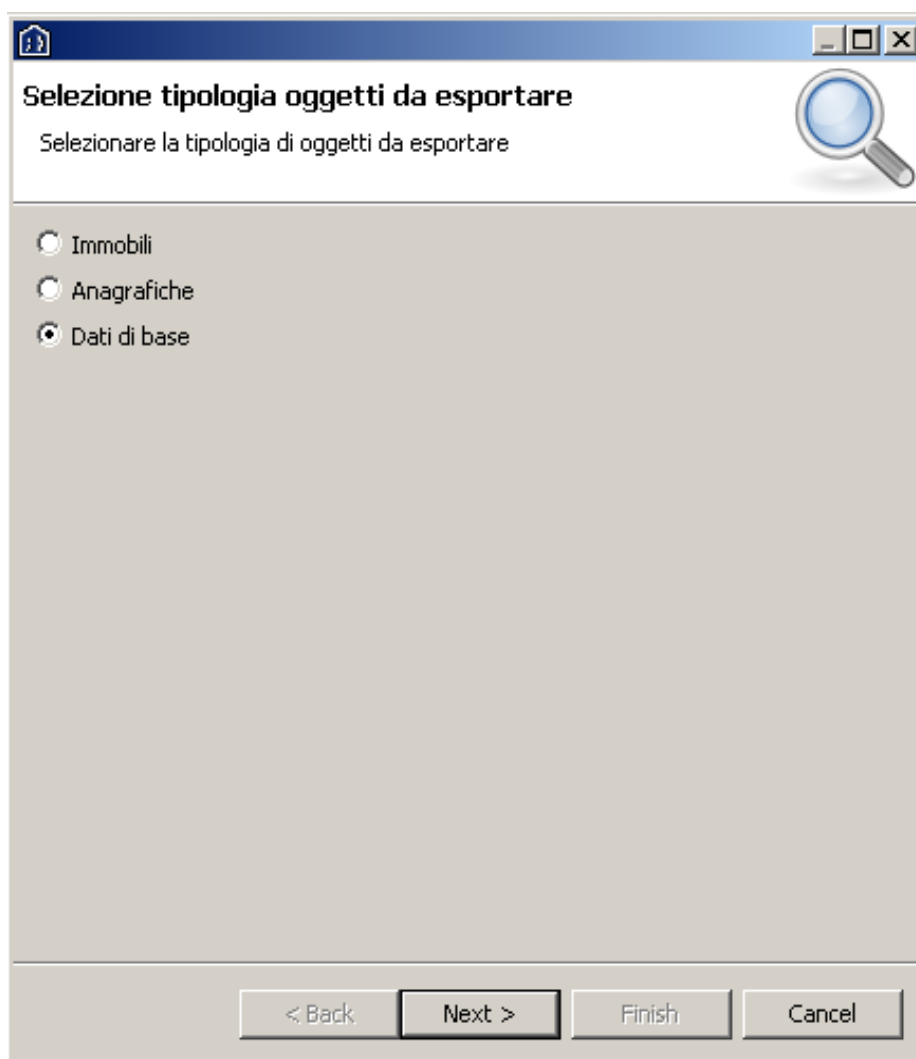 Selezione tipologia oggetti da esportare
Selezionare la tipologia di oggetti da esportare
Immobili
Anagrafiche
Dati di base
< Back
Next >
Finish
Cancel